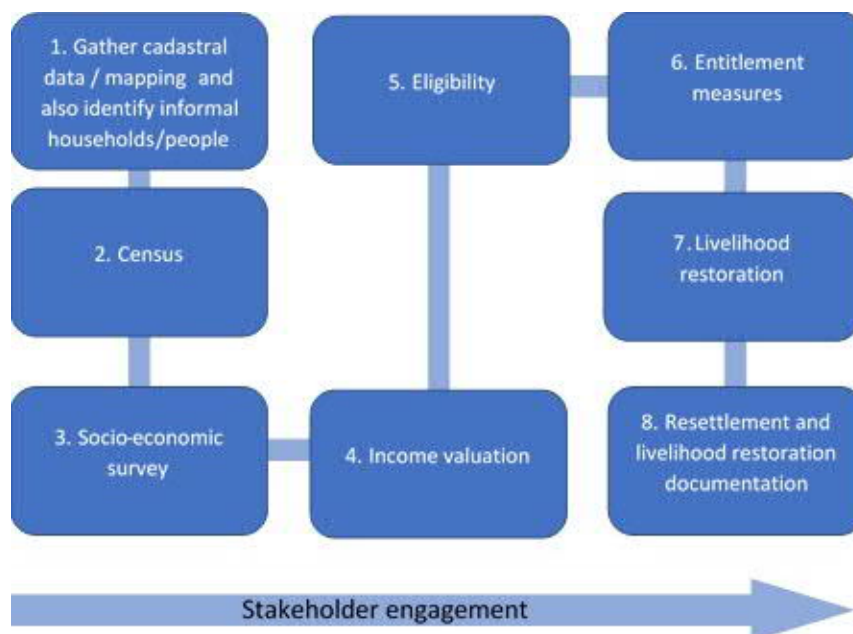 1. Gather cadastral
data / mapping and
also identify informal
households/people
2. Census
3. Socio-economic
survey
4. Income valuation
5. Eligibility
6. Entitlement
measures
7. Livelihood
restoration
8. Resettlement and
livelihood restoration
documentation
Stakeholder engagement